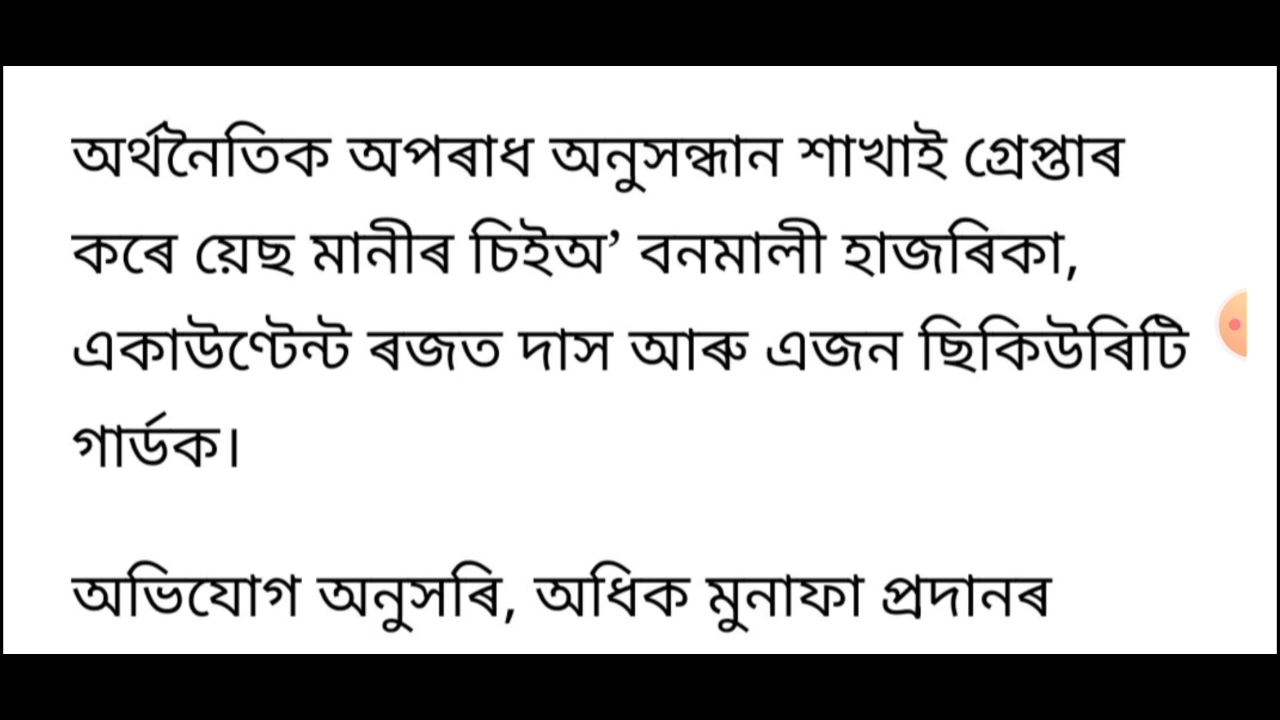 অৰ্থনৈতিক অপৰাধ অনুসন্ধান শাখাই গ্ৰেপ্তাৰ
কৰে য়েছ মানীৰ চিইঅ’ বনমালী হাজৰিকা,
একাউণ্টেন্ট ৰজত দাস আৰু এজন ছিকিউৰিটি
গাৰ্ডক।
অভিযোগ অনুসৰি, অধিক মুনাফা প্ৰদানৰ